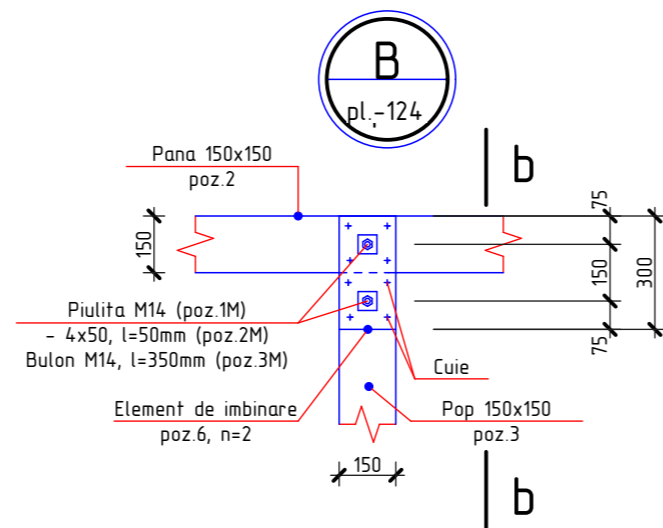 B
pl.,-124
Pana 150x150
poz.2
b
75
150
150
300
75
Piulita M14 (poz.1M)
- 4x50, l=50mm (poz.2M)
Bulon M14, l=350mm (poz.3M)
Cuie
Element de imbinare
poz.6, n=2
Pop 150x150
poz.3
150
b